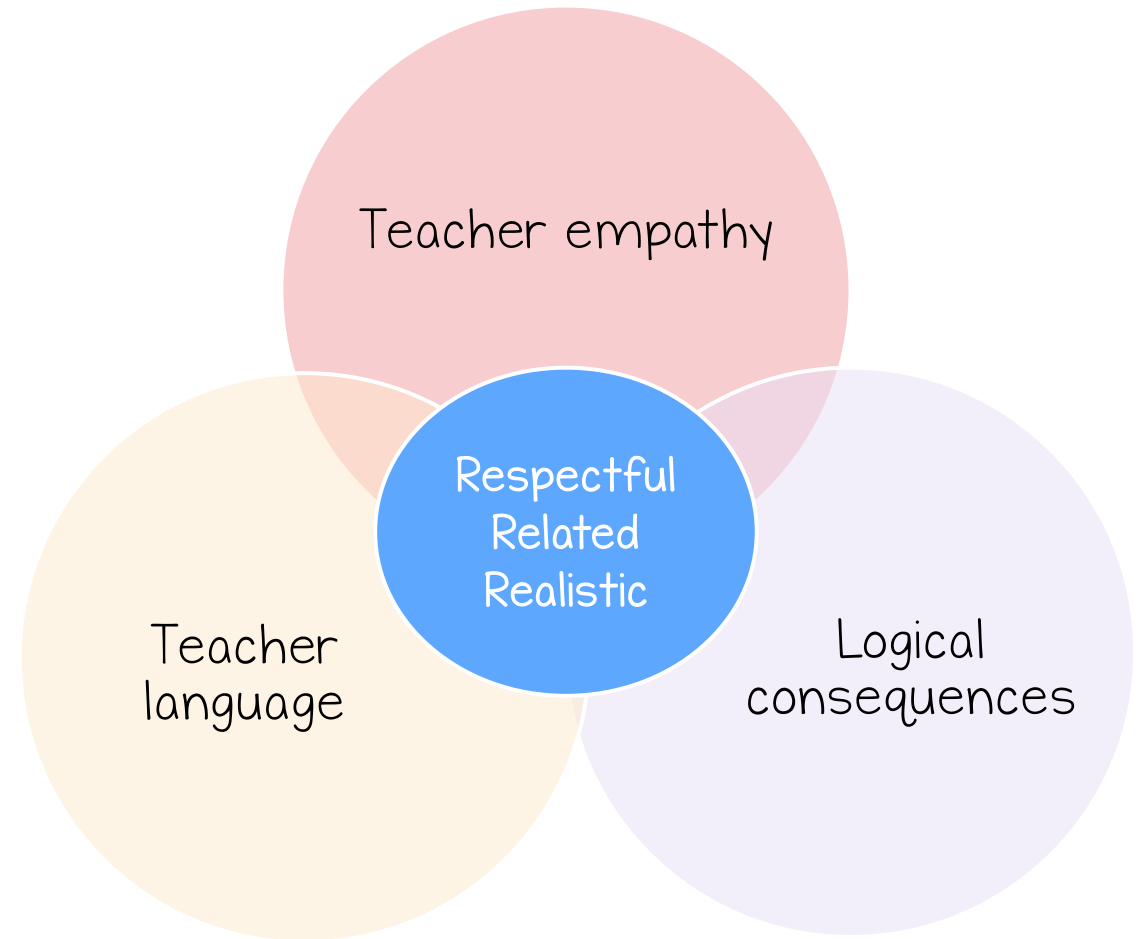 Teacher empathy
Respectful
Related
Realistic
Teacher
language
Logical
consequences